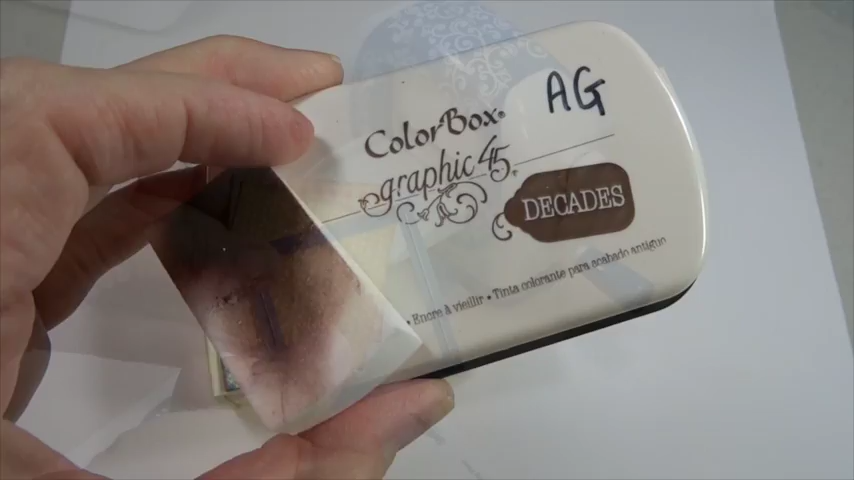 AG
ColorBox®
graphic 45®
DECADES
• Encre à vieillir • Tinta colorante para acabado antiguo